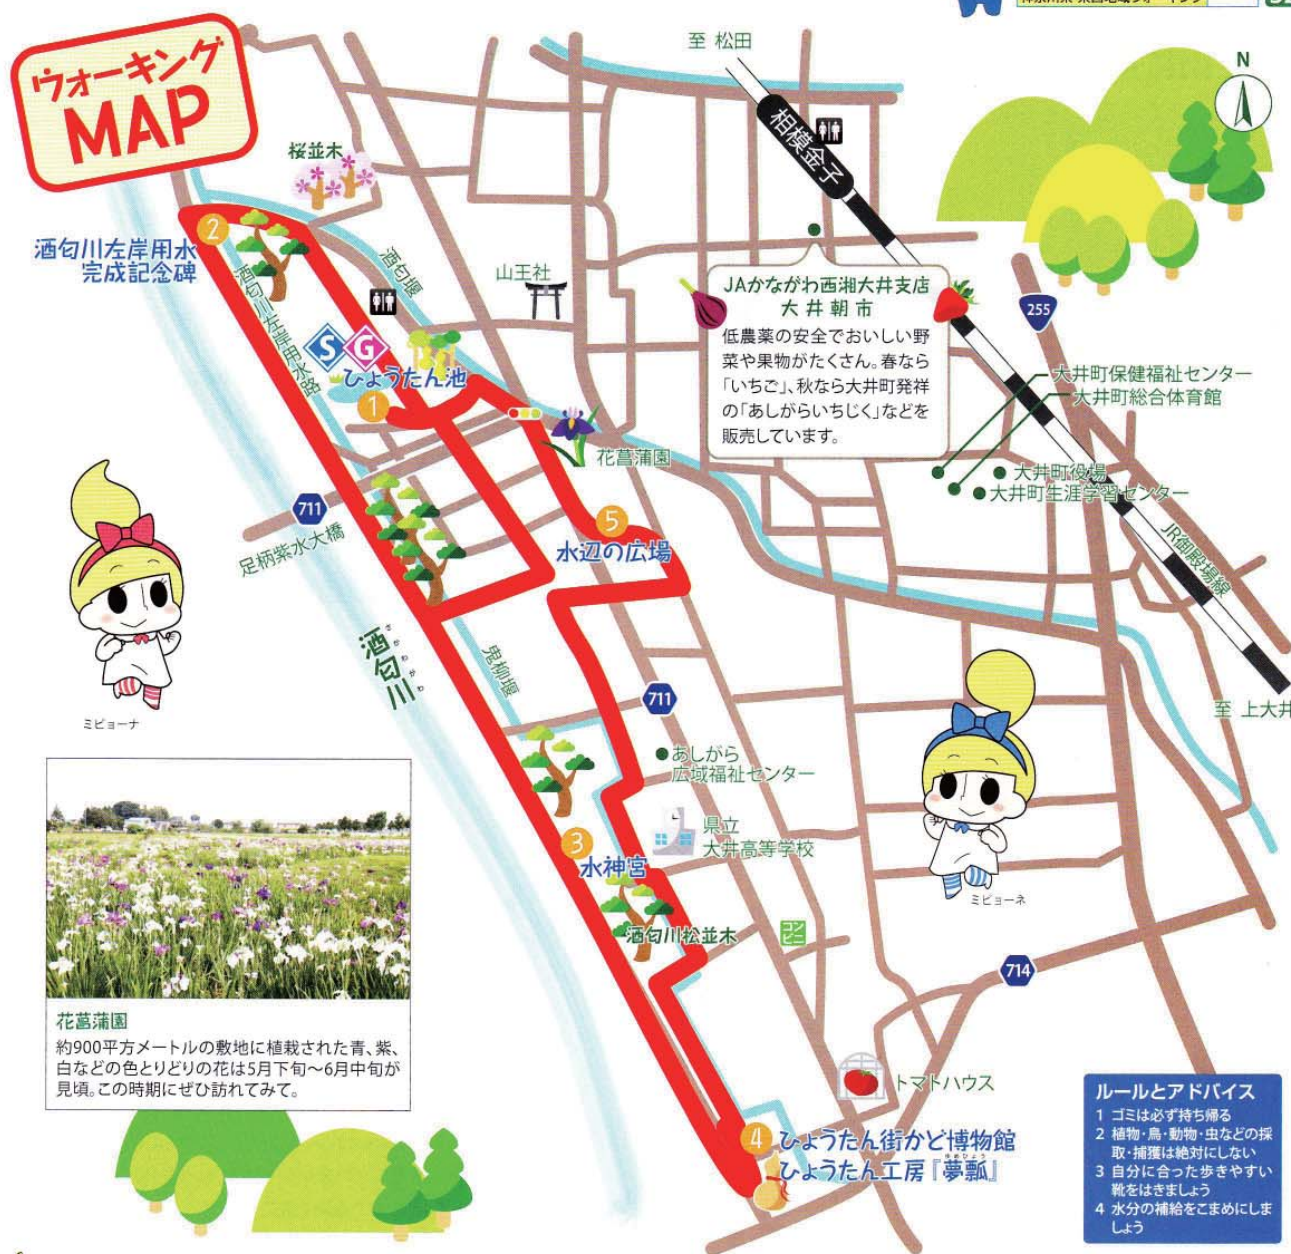 ウォーキング
MAP
至 松田
N
相模金子
桜並木
2
酒匂川左岸用水
完成記念碑
酒匂川左岸用水路
酒匂堰
山王社
S G
ひょうたん池
1
JAかながわ西湘大井支店
大井朝市
低農薬の安全でおいしい野
菜や果物がたくさん。春なら
「いちご」、秋なら大井町発祥
の「あしがらいちじく」などを
販売しています。
255
大井町保健福祉センター
大井町総合体育館
大井町役場
大井町生涯学習センター
JR御殿場線
花菖蒲園
711
足柄紫水大橋
5
水辺の広場
酒匂川
さかわがわ
鬼柳堰
ミピョーナ
711
至 上大井
あしがら
広域福祉センター
県立
大井高等学校
3
水神宮
酒匂川松並木
コン
ビニ
ミピョーネ
714
花菖蒲園
約900平方メートルの敷地に植栽された青、紫、
白などの色とりどりの花は5月下旬～6月中旬が
見頃。この時期にぜひ訪れてみて。
トマトハウス
4
ひょうたん街かど博物館
ひょうたん工房『夢瓢』
ゆめひょう
ルールとアドバイス
1 ゴミは必ず持ち帰る
2 植物・鳥・動物・虫などの採
取・捕獲は絶対にしない
3 自分に合った歩きやすい
靴をはきましょう
4 水分の補給をこまめにしま
しょう